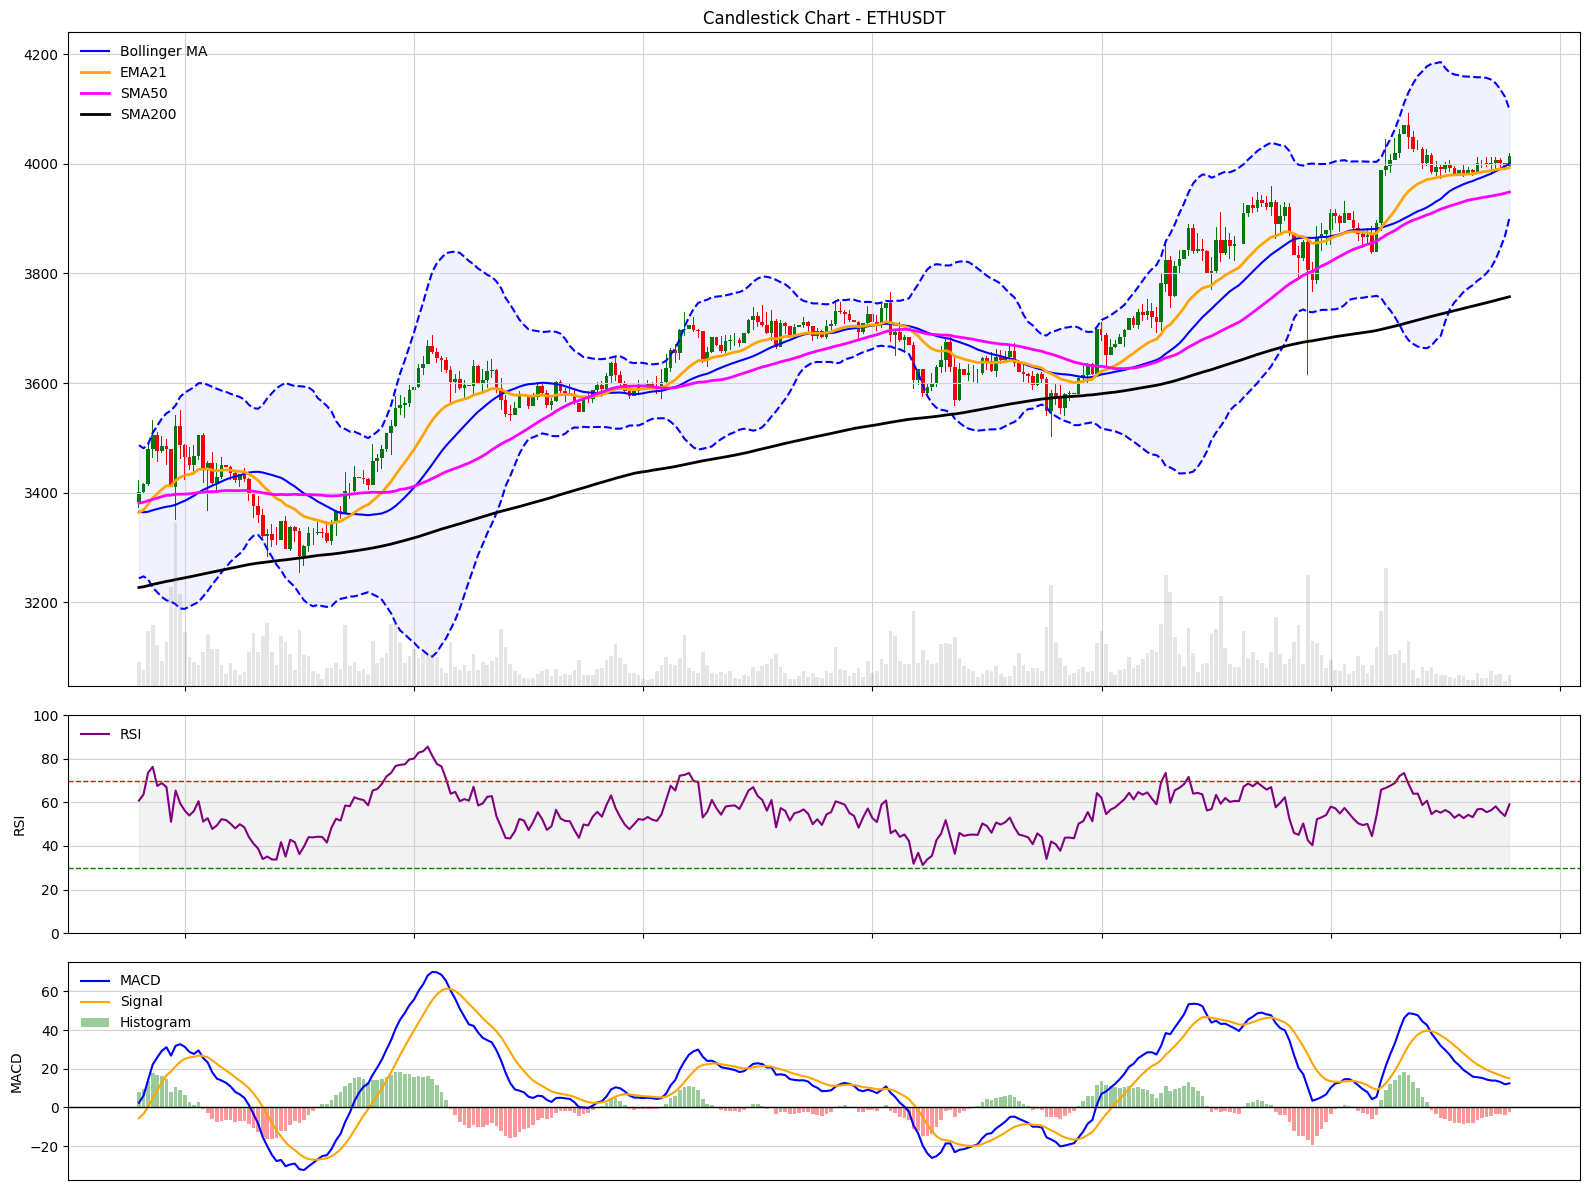 Candlestick Chart - ETHUSDT
Bollinger MA
EMA21
SMA50
SMA200
4200
4000
3800
3600
3400
3200
RSI
100
80
60
40
20
0
RSI
MACD
Signal
Histogram
60
40
20
0
−20
MACD